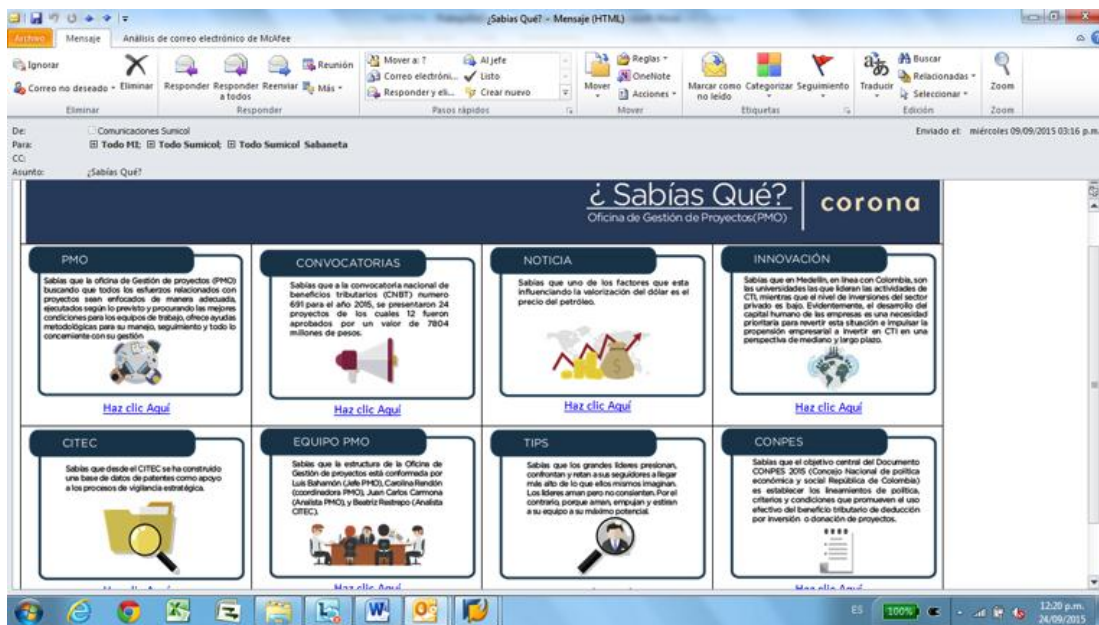 ¿Sabias Qué? - Mensaje (HTML)
Archivo
Mensaje
Análisis de correo electrónico de McAfee
Ignorar
Correo no deseado
Eliminar
Eliminar
Responder
Responder a todos
Reenviar
Reunión
Más
Responder
Mover a: ?
Correo electróni...
Responder y eli...
Al jefe
Listo
Crear nuevo
Pasos rápidos
Mover
Reglas
OneNote
Acciones
Mover
Marcar como no leído
Categorizar
Seguimiento
Etiquetas
Traducir
Buscar
Relacionadas
Seleccionar
Edición
Zoom
Zoom
De: Comunicaciones Sumicol
Enviado el: miércoles 09/09/2015 03:16 p.m.
Para: Todo MI; Todo Sumicol; Todo Sumicol Sabaneta
CC:
Asunto: ¿Sabías Qué?
¿Sabías Qué?
Oficina de Gestión de Proyectos(PMO)
corona
PMO
Sabias que la oficina de Gestión de proyectos (PMO)
buscando que todos los esfuerzos relacionados con
proyectos sean enfocados de manera adecuada,
ejecutados según lo previsto y procurando las mejores
condiciones para los equipos de trabajo, ofrece ayudas
metodológicas para su manejo, seguimiento y todo lo
concerniente con su gestión
Haz clic Aquí
CONVOCATORIAS
Sabias que a la convocatoria nacional de
beneficios tributarios (CNBT) numero
691 para el año 2015, se presentaron 24
proyectos de los cuales 12 fueron
aprobados por un valor de 7804
millones de pesos.
Haz clic Aquí
NOTICIA
Sabias que uno de los factores que esta
influenciando la valorización del dólar es el
precio del petróleo.
Haz clic Aquí
INNOVACIÓN
Sabias que en Medellín, en línea con Colombia, son
las universidades las que lideran las actividades de
CTI, mientras que el nivel de inversiones del sector
privado es bajo. Evidentemente, el desarrollo del
capital humano de las empresas es una necesidad
prioritaria para revertir esta situación e impulsar la
propensión empresarial a invertir en CTI en una
perspectiva de mediano y largo plazo.
Haz clic Aquí
CITEC
Sabias que desde el CITEC se ha construido
una base de datos de patentes como apoyo
a los procesos de vigilancia estratégica.
EQUIPO PMO
Sabias que la estructura de la Oficina de
Gestión de proyectos está conformada por
Luis Bahamón (Jefe PMO), Carolina Rendón
(coordinadora PMO), Juan Carlos Carmona
(Analista PMO), y Beatriz Restrepo (Analista
CITEC).
Haz clic Aquí
TIPS
Sabias que los grandes líderes presionan,
confrontan y retan a sus seguidores a llegar
más alto de lo que ellos mismos imaginan.
Los líderes aman pero no consienten. Por el
contrario, porque aman, empujan y estiran
a su equipo a su máximo potencial.
CONPES
Sabias que el objetivo central del Documento
CONPES 2015 (Concejo Nacional de política
económica y social República de Colombia)
es establecer los lineamientos de política,
criterios y condiciones que promueven el uso
efectivo del beneficio tributario de deducción
por inversión o donación de proyectos.
Haz clic Aquí
ES
100%
12:20 p.m.
24/09/2015